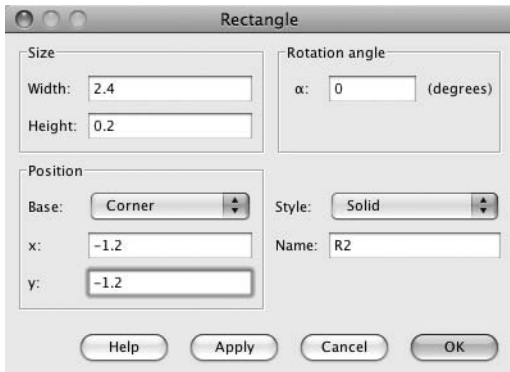 Rectangle
Size
Width: 2.4
Height: 0.2
Rotation angle
α: 0 (degrees)
Position
Base: Corner
x: -1.2
y: -1.2
Style: Solid
Name: R2
Help Apply Cancel OK